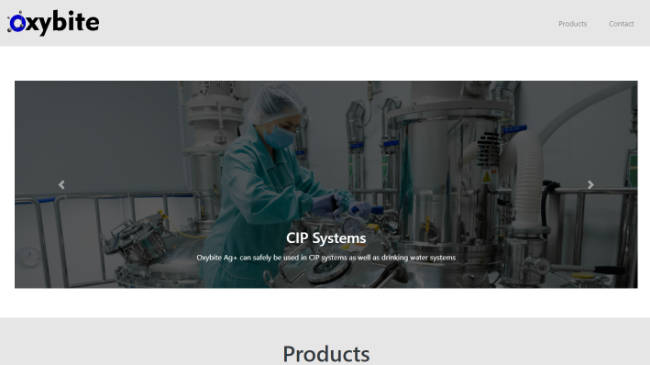 Oxybite
Products
Contact
CIP Systems
Oxybite Ag+ can safely be used in CIP systems as well as drinking water systems
Products